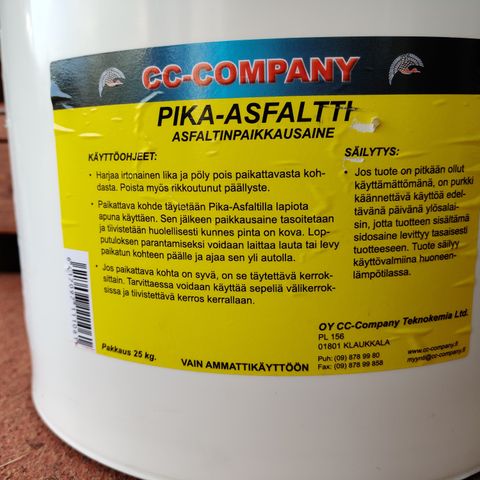 CC-COMPANY
PIKA-ASFALTTI
ASFALTINPAIKKAUSAINE
KÄYTTÖOHJEET:
• Harjaa irtonainen lika ja pöly pois paikattavasta koh-
dasta. Poista myös rikkoutunut päällyste.
• Paikattava kohde täytetään Pika-Asfaltilla lapiota
apuna käyttäen. Sen jälkeen paikkausaine tasoitetaan
ja tiivistetään huolellisesti kunnes pinta on kova. Lop-
putuloksen parantamiseksi voidaan laittaa lauta tai levy
paikatun kohteen päälle ja ajaa sen yli autolla.
• Jos paikattava kohta on syvä, on se täytettävä kerrok-
sittain. Tarvittaessa voidaan käyttää sepeliä välikerrok-
sissa ja tiivistettävä kerros kerrallaan.
SÄILYTYS:
• Jos tuote on pitkään ollut
käyttämättömänä, on purkki
käännettävä käyttöä edel-
tävänä päivänä ylösalai-
sin, jotta tuotteen sisältämä
sidosaine levittyy tasaisesti
tuotteeseen. Tuote säilyy
käyttövalmiina huoneen-
lämpötilassa.
Pakkaus 25 kg.
VAIN AMMATTIKÄYTTÖÖN
OY CC-Company Teknokemia Ltd.
PL 156
01801 KLAUKKALA
Puh: (09) 878 99 80
Fax: (09) 878 99 858
www.cc-company.fi
myynti@cc-company.fi